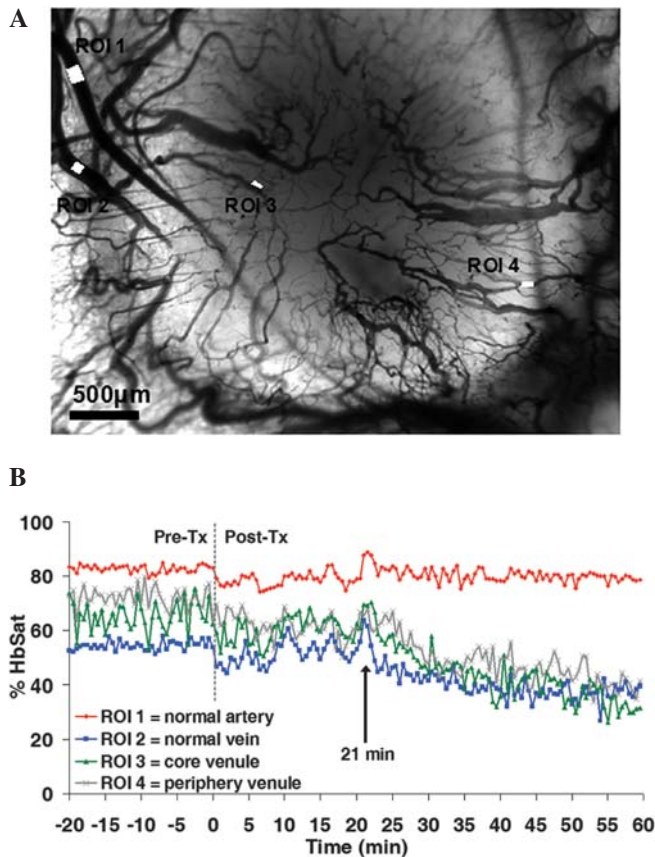 A
ROI 1
ROI 2
ROI 3
ROI 4
500µm
B
100
80
60
40
20
0
% HbSat
Pre-Tx
Post-Tx
ROI 1 = normal artery
ROI 2 = normal vein
ROI 3 = core venule
ROI 4 = periphery venule
21 min
-20 -15 -10 -5 0 5 10 15 20 25 30 35 40 45 50 55 60
Time (min)